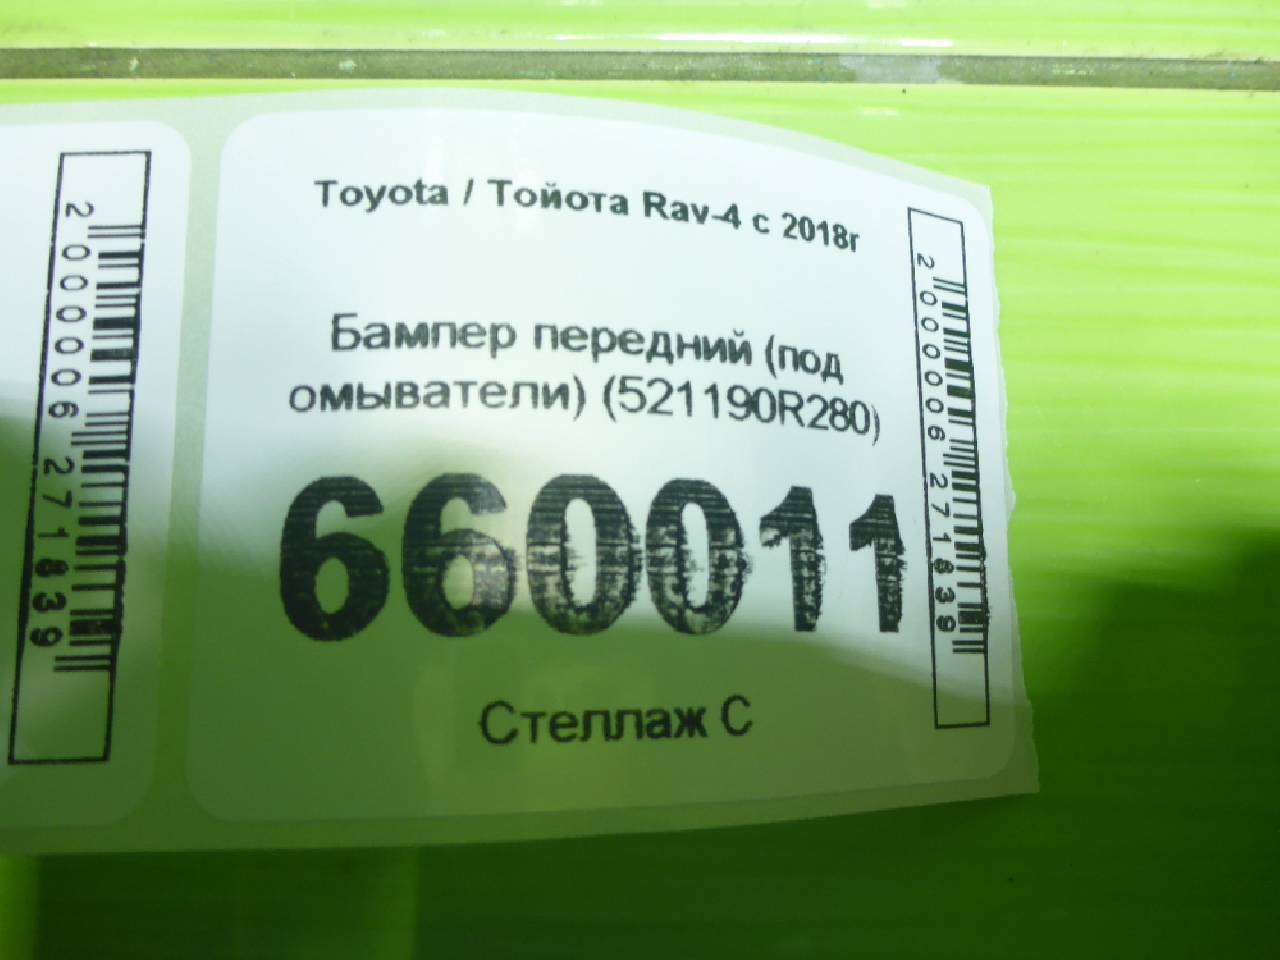 Toyota / Тойота Rav-4 с 2018г
Бампер передний (под
омыватели) (521190R280)
660011
Стеллаж С
2000006271839
2000006271839